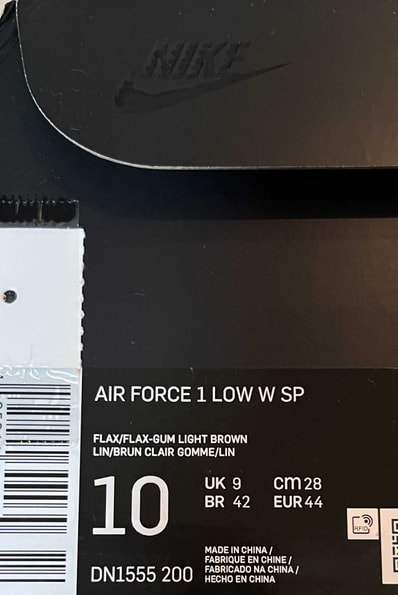 NIKE
AIR FORCE 1 LOW W SP
FLAX/FLAX-GUM LIGHT BROWN
LIN/BRUN CLAIR GOMME/LIN
10
UK 9 cm 28
BR 42 EUR 44
RFID
DN1555 200
MADE IN CHINA /
FABRIQUE EN CHINE /
FABRICADO NA CHINA /
HECHO EN CHINA